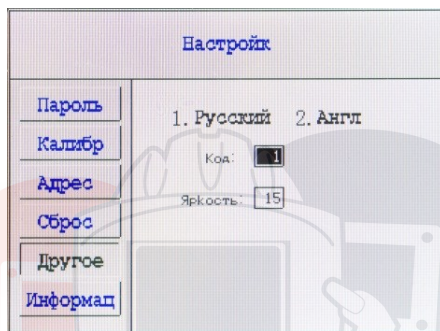 Настройк
Пароль
Калибр
Адрес
Сброс
Другое
Информац
1. Русский 2. Англ
Код: 1
Яркость: 15